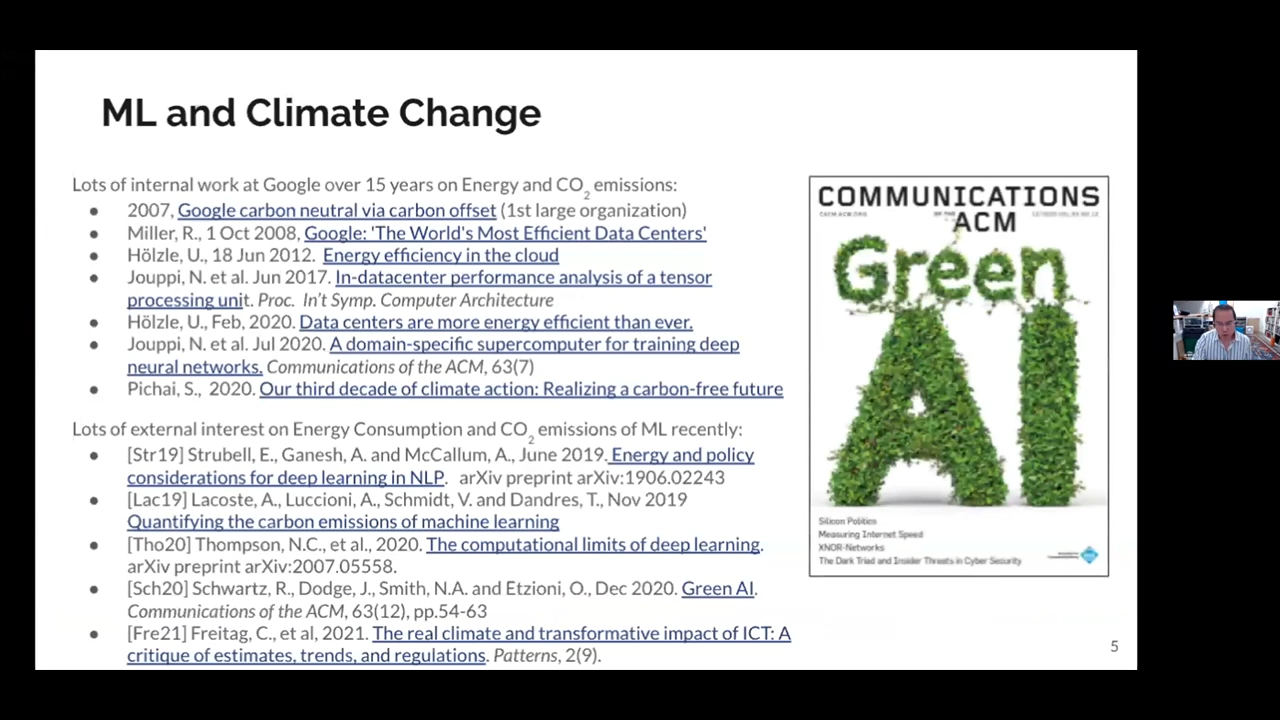 ML and Climate Change
Lots of internal work at Google over 15 years on Energy and CO2 emissions:
● 2007, Google carbon neutral via carbon offset (1st large organization)
● Miller, R., 1 Oct 2008, Google: 'The World's Most Efficient Data Centers'
● Hölzle, U., 18 Jun 2012. Energy efficiency in the cloud
● Jouppi, N. et al. Jun 2017. In-datacenter performance analysis of a tensor
processing unit. Proc. In't Symp. Computer Architecture
● Hölzle, U., Feb, 2020. Data centers are more energy efficient than ever.
● Jouppi, N. et al. Jul 2020. A domain-specific supercomputer for training deep
neural networks. Communications of the ACM, 63(7)
● Pichai, S., 2020. Our third decade of climate action: Realizing a carbon-free future
Lots of external interest on Energy Consumption and CO2 emissions of ML recently:
● [Str19] Strubell, E., Ganesh, A. and McCallum, A., June 2019. Energy and policy
considerations for deep learning in NLP. arXiv preprint arXiv:1906.02243
● [Lac19] Lacoste, A., Luccioni, A., Schmidt, V. and Dandres, T., Nov 2019
Quantifying the carbon emissions of machine learning
● [Tho20] Thompson, N.C., et al., 2020. The computational limits of deep learning.
arXiv preprint arXiv:2007.05558.
● [Sch20] Schwartz, R., Dodge, J., Smith, N.A. and Etzioni, O., Dec 2020. Green AI.
Communications of the ACM, 63(12), pp.54-63
● [Fre21] Freitag, C., et al, 2021. The real climate and transformative impact of ICT: A
critique of estimates, trends, and regulations. Patterns, 2(9).
COMMUNICATIONS
CACM.ACM.ORG OF THE
ACM
Green
AI
Silicon Politics
Measuring Internet Speed
XNOR-Networks
The Dark Triad and Insider Threats in Cyber Security
5